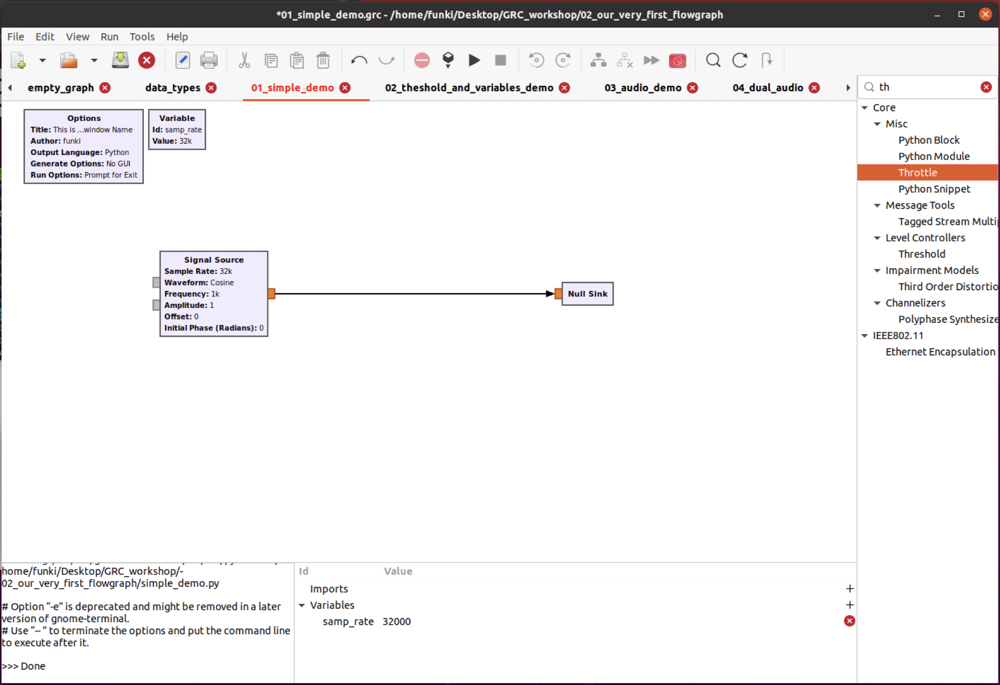 *01_simple_demo.grc - /home/funki/Desktop/GRC_workshop/02_our_very_first_flowgraph
File Edit View Run Tools Help
empty_graph data_types 01_simple_demo 02_theshold_and_variables_demo 03_audio_demo 04_dual_audio
th
Options
Title: This is ...window Name
Author: funki
Output Language: Python
Generate Options: No GUI
Run Options: Prompt for Exit
Variable
Id: samp_rate
Value: 32k
Signal Source
Sample Rate: 32k
Waveform: Cosine
Frequency: 1k
Amplitude: 1
Offset: 0
Initial Phase (Radians): 0
Null Sink
Core
Misc
Python Block
Python Module
Throttle
Python Snippet
Message Tools
Tagged Stream Multip
Level Controllers
Threshold
Impairment Models
Third Order Distortio
Channelizers
Polyphase Synthesize
IEEE802.11
Ethernet Encapsulation
home/funki/Desktop/GRC_workshop/-
02_our_very_first_flowgraph/simple_demo.py
# Option “-e” is deprecated and might be removed in a later
version of gnome-terminal.
# Use “-- ” to terminate the options and put the command line
to execute after it.
>>> Done
Id Value
Imports
Variables
samp_rate 32000